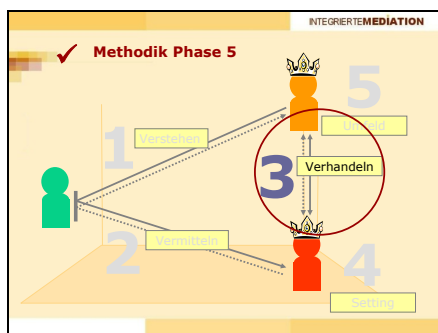 INTEGRIERTEMEDIATION
Methodik Phase 5
5
Umfeld
1
Verstehen
3
Verhandeln
2
Vermitteln
4
Setting